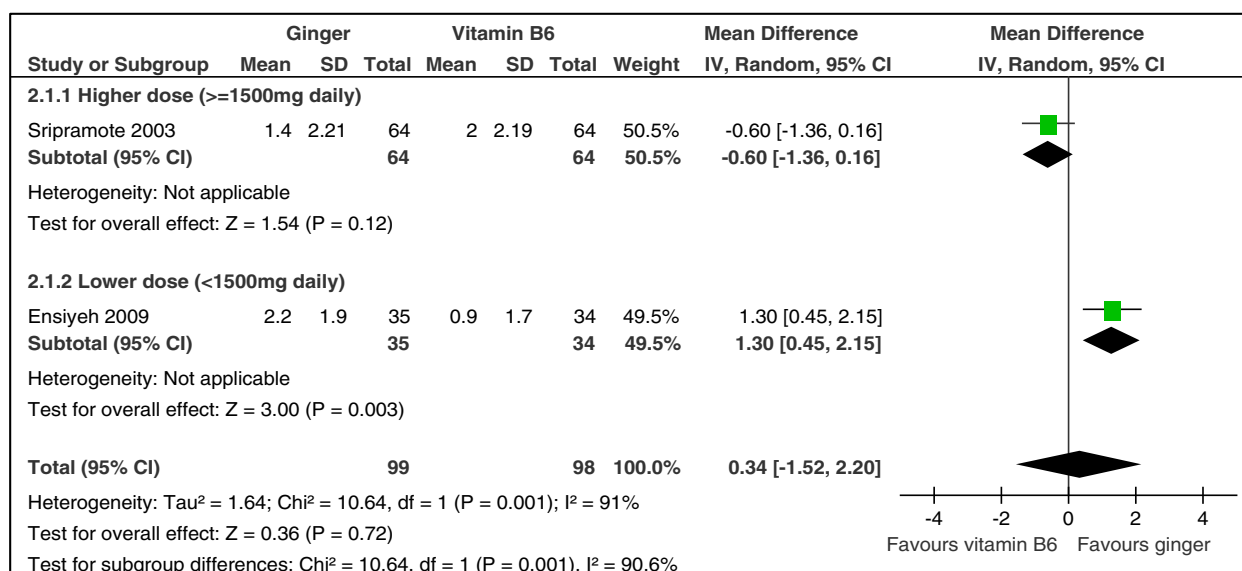 Ginger Vitamin B6 Mean Difference Mean Difference
Study or Subgroup Mean SD Total Mean SD Total Weight IV, Random, 95% CI IV, Random, 95% CI
2.1.1 Higher dose (>=1500mg daily)
Sripramote 2003 1.4 2.21 64 2 2.19 64 50.5% -0.60 [-1.36, 0.16]
Subtotal (95% CI) 64 64 50.5% -0.60 [-1.36, 0.16]
Heterogeneity: Not applicable
Test for overall effect: Z = 1.54 (P = 0.12)
2.1.2 Lower dose (<1500mg daily)
Ensiyeh 2009 2.2 1.9 35 0.9 1.7 34 49.5% 1.30 [0.45, 2.15]
Subtotal (95% CI) 35 34 49.5% 1.30 [0.45, 2.15]
Heterogeneity: Not applicable
Test for overall effect: Z = 3.00 (P = 0.003)
Total (95% CI) 99 98 100.0% 0.34 [-1.52, 2.20]
Heterogeneity: Tau² = 1.64; Chi² = 10.64, df = 1 (P = 0.001); I² = 91%
Test for overall effect: Z = 0.36 (P = 0.72)
Test for subgroup differences: Chi² = 10.64, df = 1 (P = 0.001), I² = 90.6%
-4 -2 0 2 4
Favours vitamin B6 Favours ginger